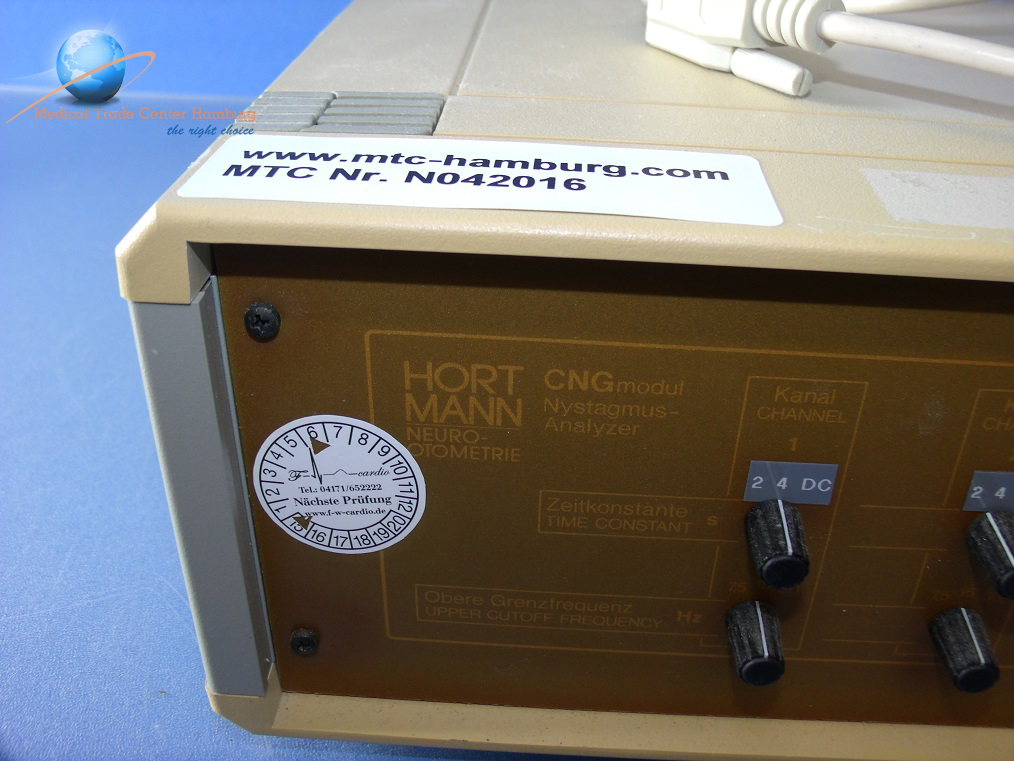 Medical Trade Center Hamburg
the right choice
www.mtc-hamburg.com
MTC Nr. N042016
HORT
MANN
NEURO-
OTOMETRIE
CNGmodul
Nystagmus-
Analyzer
Kanal
CHANNEL
1
2 4 DC
2 4
Zeitkonstante
TIME CONSTANT
s
Obere Grenzfrequenz
UPPER CUTOFF FREQUENCY
Hz
1 2 3 4 5 6 7 8 9 10 11 12
cardio
Tel.: 04171/652222
Nächste Prüfung
www.f-w-cardio.de
15 16 17 18 19 20